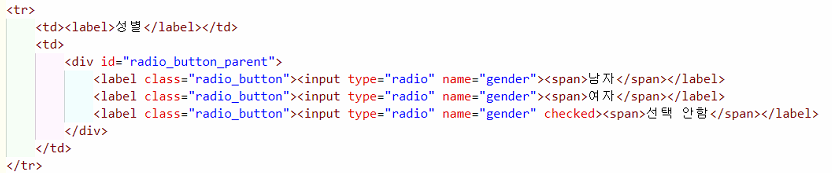 <tr>
<td><label>성별</label></td>
<td>
<div id="radio_button_parent">
<label class="radio_button"><input type="radio" name="gender"><span>남자</span></label>
<label class="radio_button"><input type="radio" name="gender"><span>여자</span></label>
<label class="radio_button"><input type="radio" name="gender" checked><span>선택 안함</span></label>
</div>
</td>
</tr>